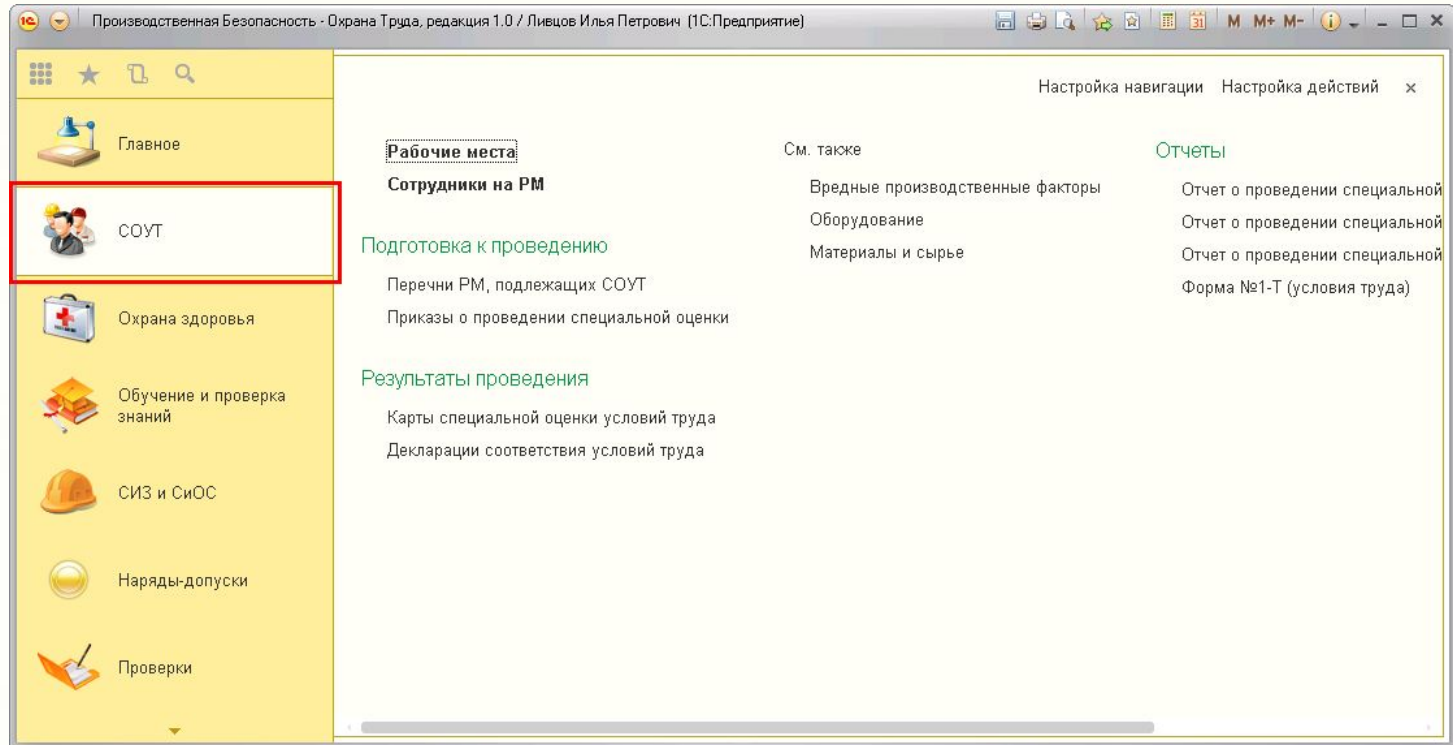 Производственная Безопасность - Охрана Труда, редакция 1.0 / Ливцов Илья Петрович (1С:Предприятие)
M M+ M-
31
Настройка навигации Настройка действий
Главное
СОУТ
Охрана здоровья
Обучение и проверка
знаний
СИЗ и СиОС
Наряды-допуски
Проверки
Рабочие места
Сотрудники на РМ
Подготовка к проведению
Перечни РМ, подлежащих СОУТ
Приказы о проведении специальной оценки
Результаты проведения
Карты специальной оценки условий труда
Декларации соответствия условий труда
См. также
Вредные производственные факторы
Оборудование
Материалы и сырье
Отчеты
Отчет о проведении специальной
Отчет о проведении специальной
Отчет о проведении специальной
Форма №1-Т (условия труда)